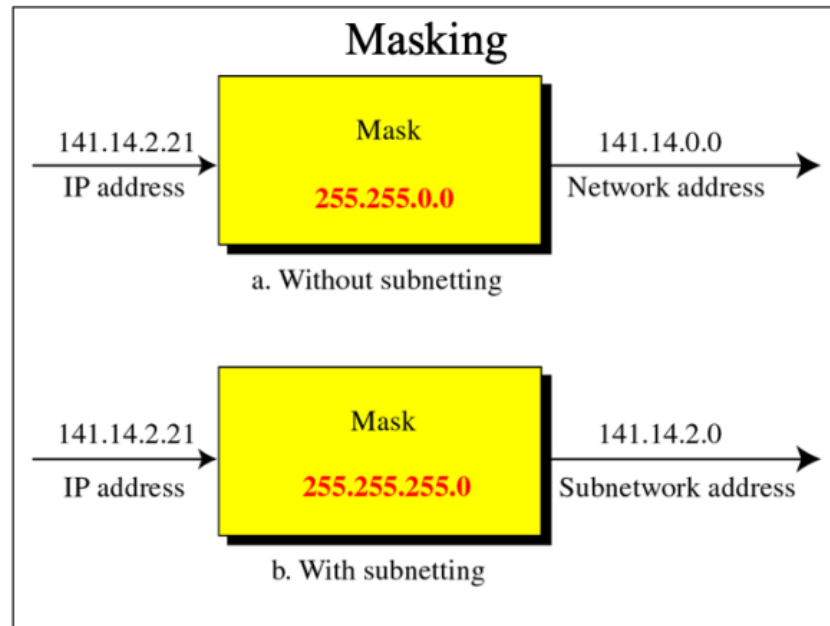 Masking
141.14.2.21
IP address
Mask
255.255.0.0
141.14.0.0
Network address
a. Without subnetting
141.14.2.21
IP address
Mask
255.255.255.0
141.14.2.0
Subnetwork address
b. With subnetting